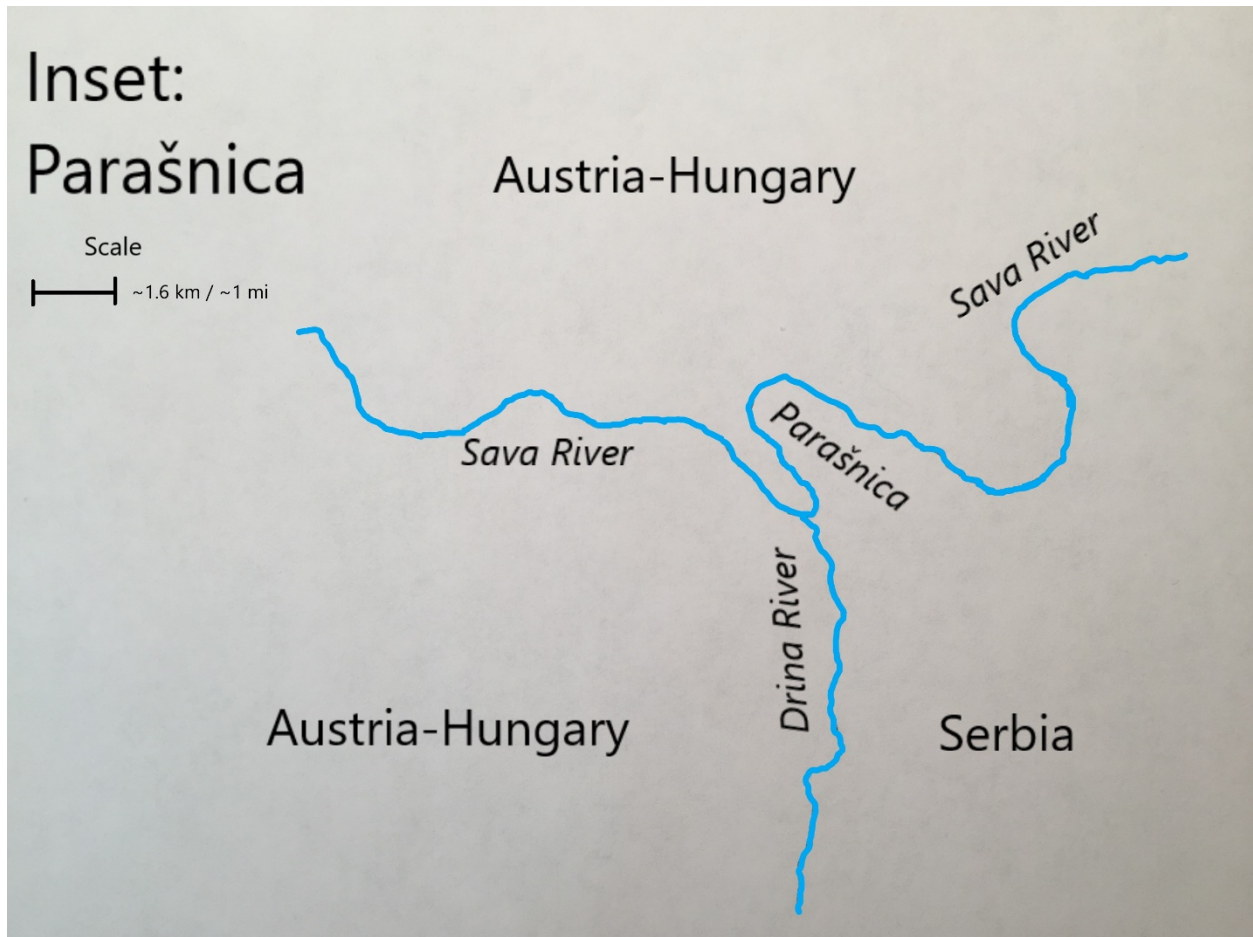 Inset:
Parašnica
Austria-Hungary
Scale
~1.6 km / ~1 mi
Sava River
Sava River
Parašnica
Drina River
Austria-Hungary
Serbia